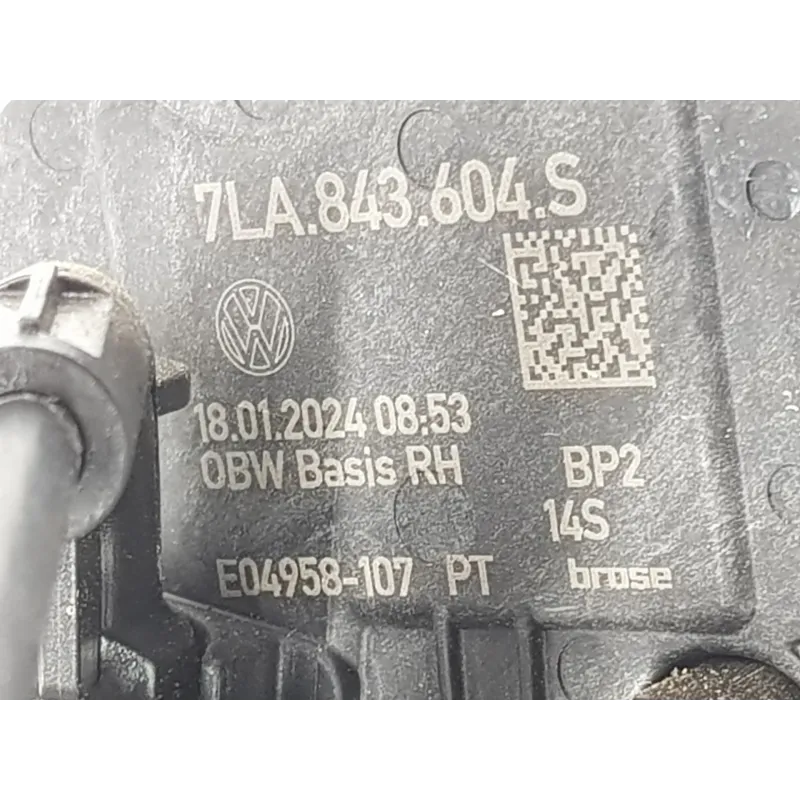 7LA.843.604.S
18.01.2024 08:53
OBW Basis RH BP2
14S
E04958-107 PT brose